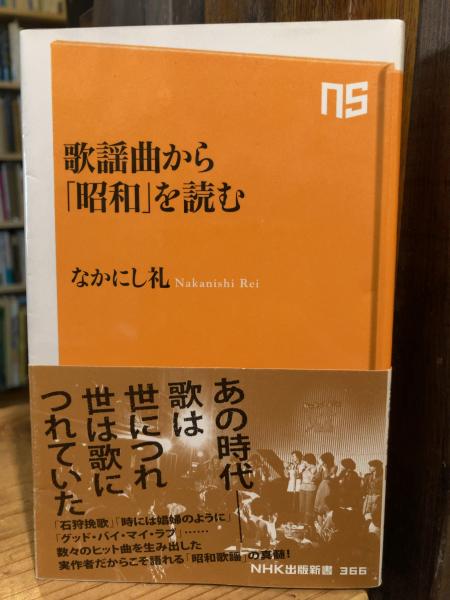 NS
歌謡曲から
「昭和」を読む
なかにし礼 Nakanishi Rei
あの時代──
歌は
世につれ
世は歌に
つれていた
「石狩挽歌」「時には娼婦のように」
「グッド・バイ・マイ・ラブ」……
数々のヒット曲を生み出した
実作者だからこそ語れる「昭和歌謡」の真髄!
NHK出版新書 366